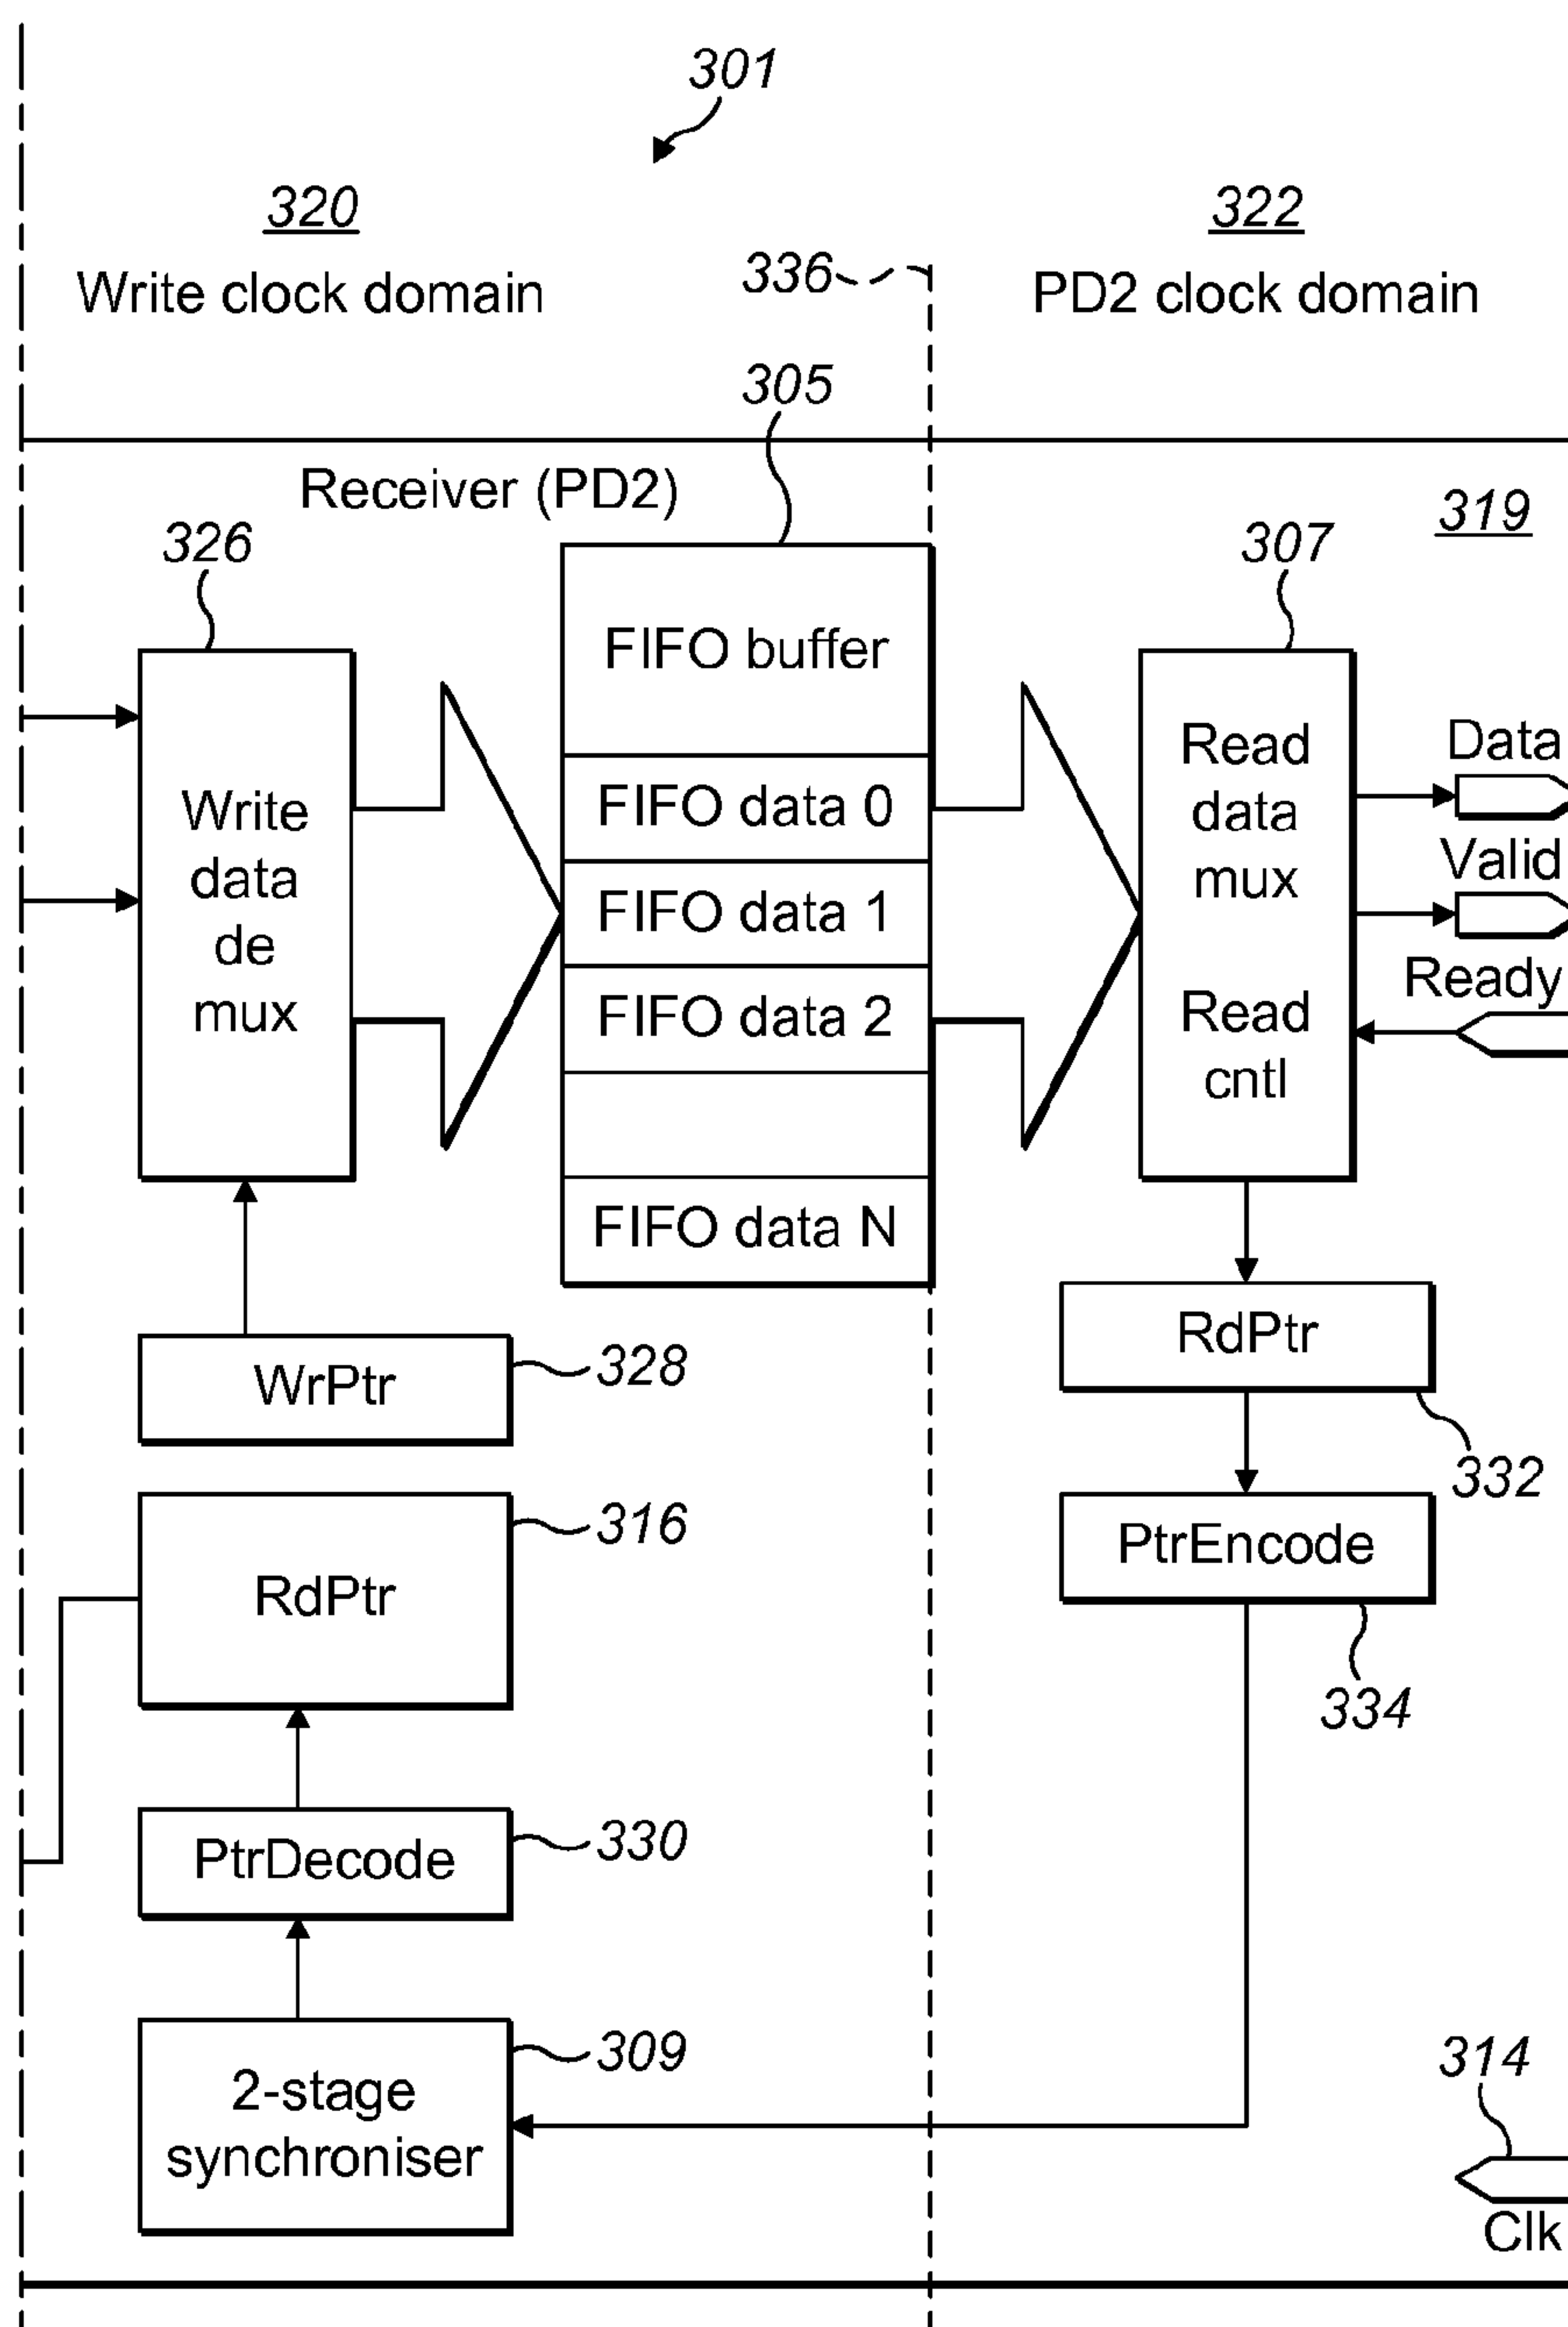 301
320
322
Write clock domain
336
PD2 clock domain
305
Receiver (PD2)
319
326
307
FIFO buffer
Write
data
de
mux
FIFO data 0
FIFO data 1
FIFO data 2
FIFO data N
Read
data
mux
Read
cntl
Data
Valid
Ready
WrPtr
328
RdPtr
332
316
RdPtr
PtrEncode
334
PtrDecode
330
2-stage
synchroniser
309
314
Clk